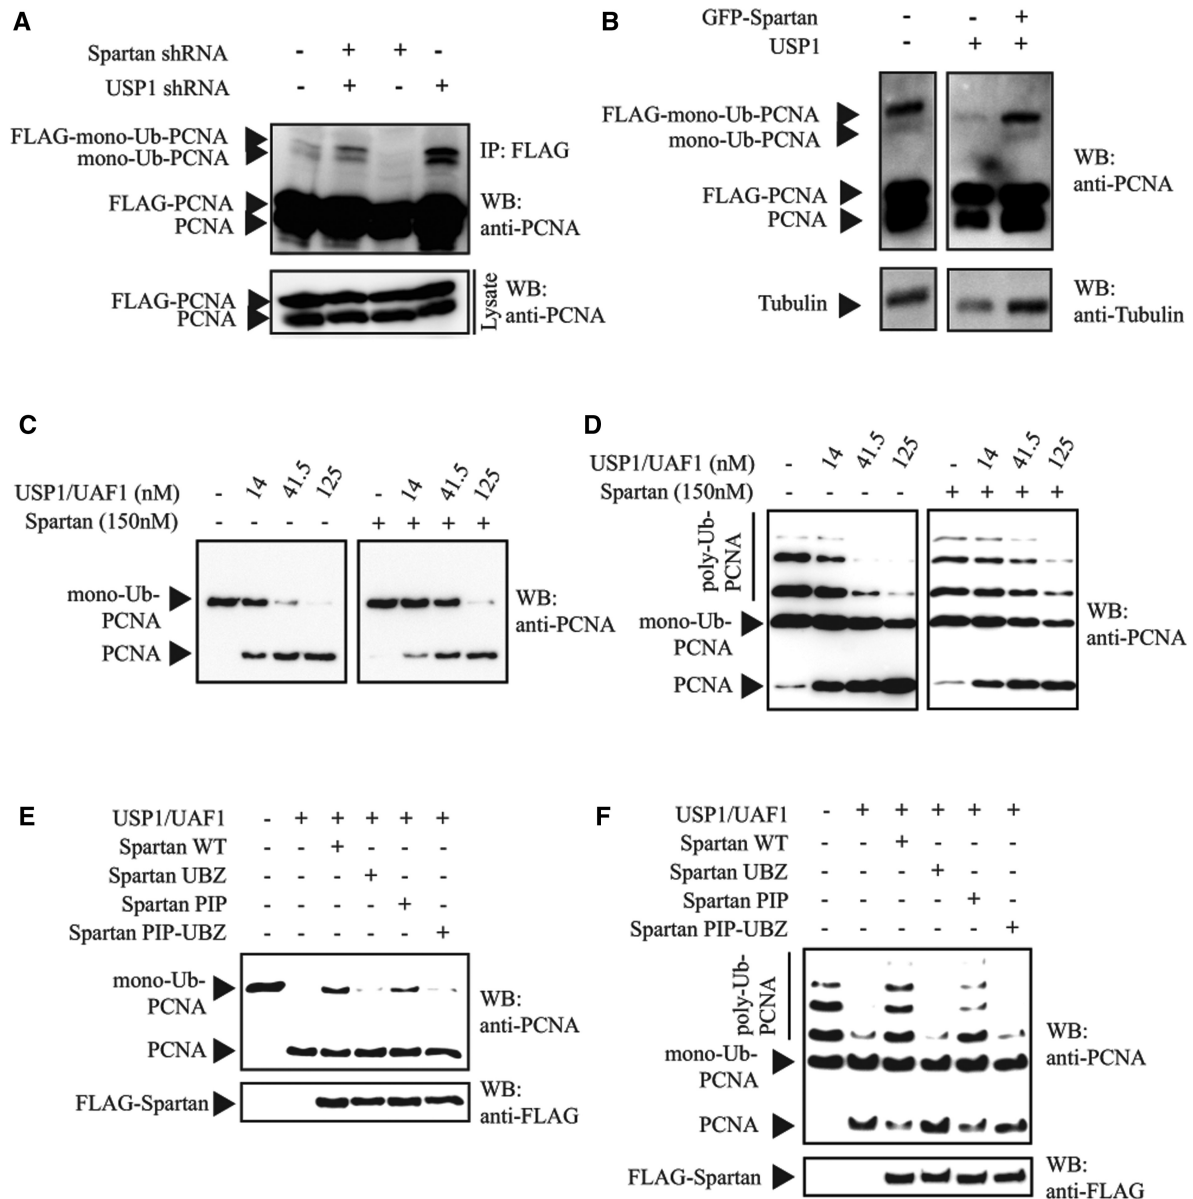 A
Spartan shRNA - + + -
USP1 shRNA - + - +
FLAG-mono-Ub-PCNA
mono-Ub-PCNA
IP: FLAG
FLAG-PCNA
PCNA
WB:
anti-PCNA
FLAG-PCNA
PCNA
Lysate
WB:
anti-PCNA
B
GFP-Spartan - - +
USP1 - + +
FLAG-mono-Ub-PCNA
mono-Ub-PCNA
FLAG-PCNA
PCNA
WB:
anti-PCNA
Tubulin
WB:
anti-Tubulin
C
USP1/UAF1 (nM) - 14 41.5 125 - 14 41.5 125
Spartan (150nM) - - - - + + + +
mono-Ub-
PCNA
PCNA
WB:
anti-PCNA
D
USP1/UAF1 (nM) - 14 41.5 125 - 14 41.5 125
Spartan (150nM) - - - - + + + +
poly-Ub-
PCNA
mono-Ub-
PCNA
PCNA
WB:
anti-PCNA
E
USP1/UAF1 - + + + + +
Spartan WT - - + - - -
Spartan UBZ - - - + - -
Spartan PIP - - - - + -
Spartan PIP-UBZ - - - - - +
mono-Ub-
PCNA
PCNA
WB:
anti-PCNA
FLAG-Spartan
WB:
anti-FLAG
F
USP1/UAF1 - + + + + +
Spartan WT - - + - - -
Spartan UBZ - - - + - -
Spartan PIP - - - - + -
Spartan PIP-UBZ - - - - - +
poly-Ub-
PCNA
mono-Ub-
PCNA
PCNA
WB:
anti-PCNA
FLAG-Spartan
WB:
anti-FLAG